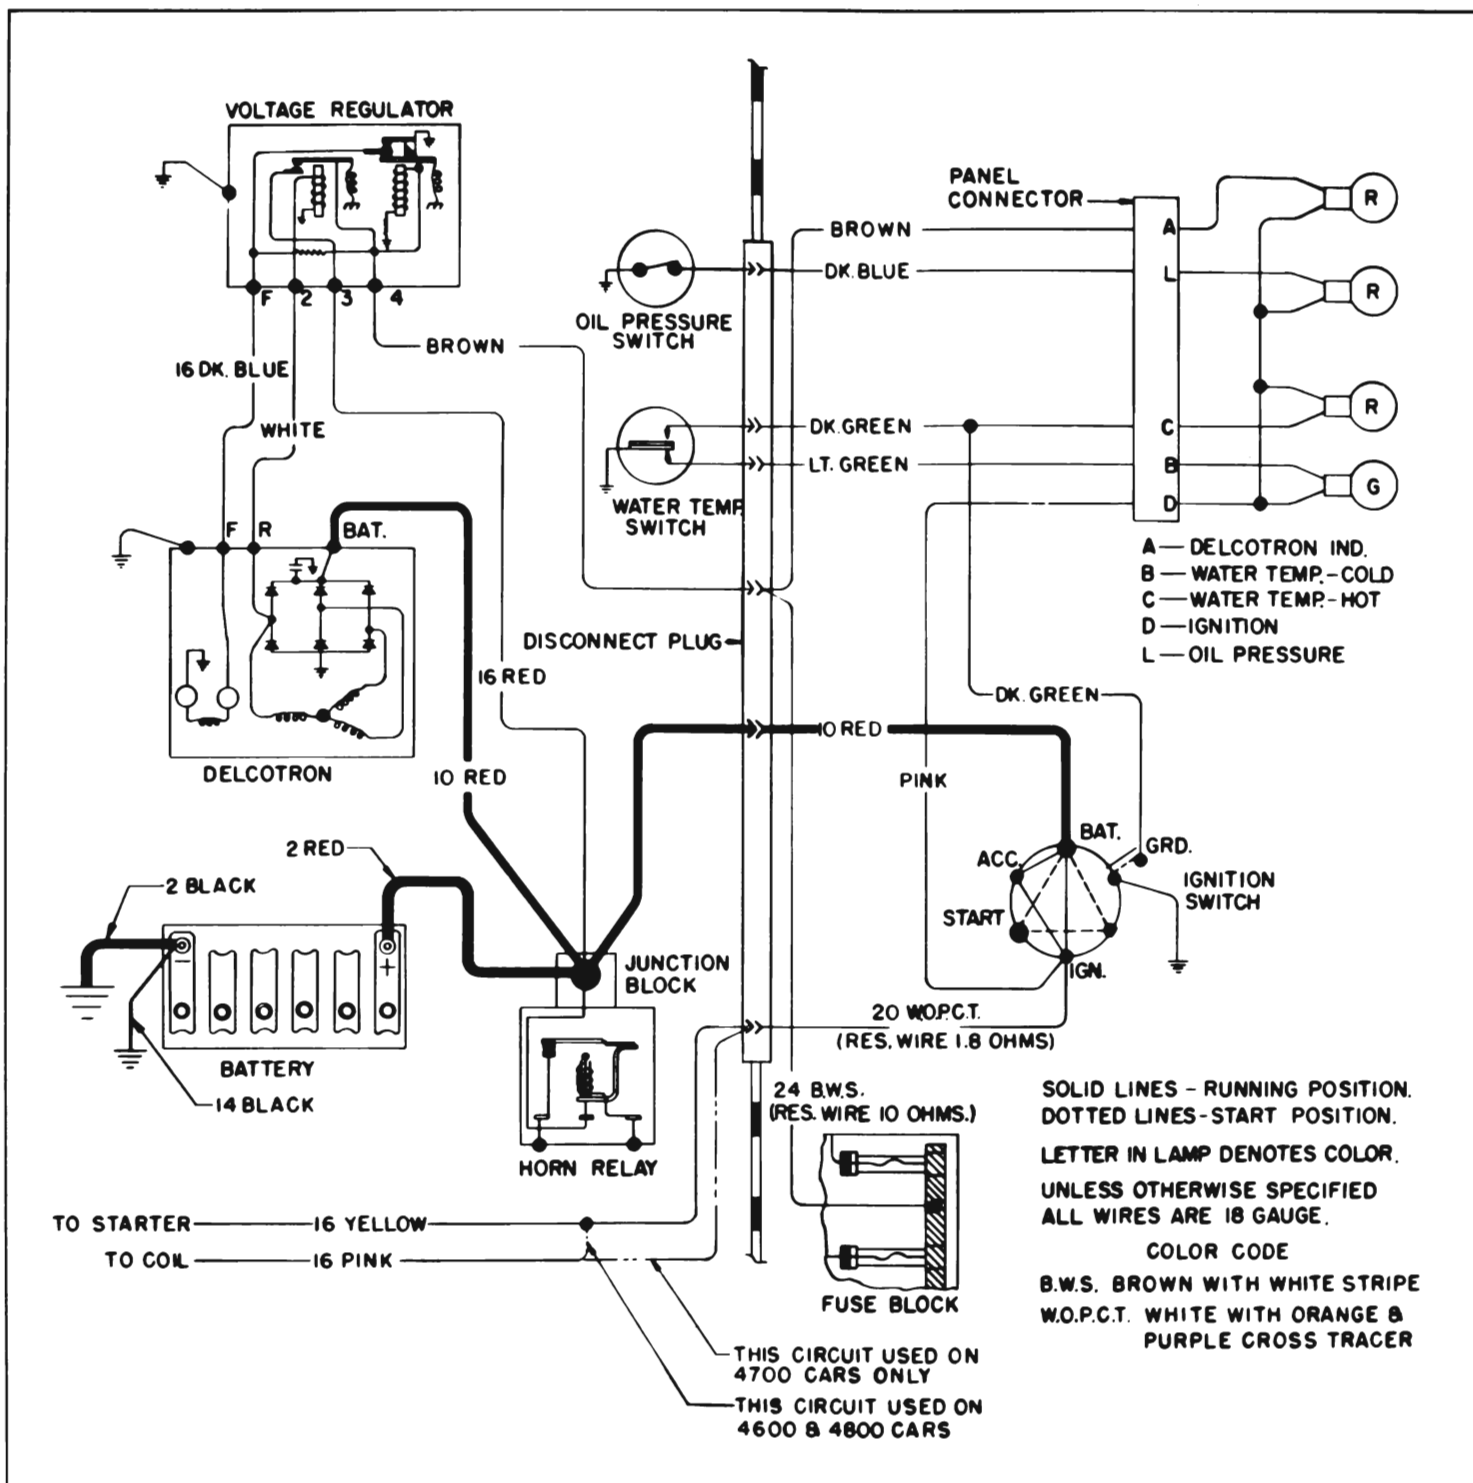 VOLTAGE REGULATOR
F 2 3 4
16 DK. BLUE
WHITE
BROWN
OIL PRESSURE
SWITCH
BROWN
DK. BLUE
PANEL
CONNECTOR
A
L
C
B
D
R
R
R
G
WATER TEMP.
SWITCH
DK. GREEN
LT. GREEN
A — DELCOTRON IND.
B — WATER TEMP. - COLD
C — WATER TEMP. - HOT
D — IGNITION
L — OIL PRESSURE
F R BAT.
DELCOTRON
DISCONNECT PLUG
16 RED
10 RED
10 RED
DK. GREEN
PINK
BAT.
ACC.
GRD.
START
IGN.
IGNITION
SWITCH
2 RED
2 BLACK
- +
BATTERY
14 BLACK
JUNCTION
BLOCK
HORN RELAY
20 W.O.P.C.T.
(RES. WIRE 1.8 OHMS)
24 B.W.S.
(RES. WIRE 10 OHMS.)
FUSE BLOCK
TO STARTER 16 YELLOW
TO COIL 16 PINK
THIS CIRCUIT USED ON
4700 CARS ONLY
THIS CIRCUIT USED ON
4600 & 4800 CARS
SOLID LINES - RUNNING POSITION.
DOTTED LINES - START POSITION.
LETTER IN LAMP DENOTES COLOR.
UNLESS OTHERWISE SPECIFIED
ALL WIRES ARE 18 GAUGE.
COLOR CODE
B.W.S. BROWN WITH WHITE STRIPE
W.O.P.C.T. WHITE WITH ORANGE &
PURPLE CROSS TRACER